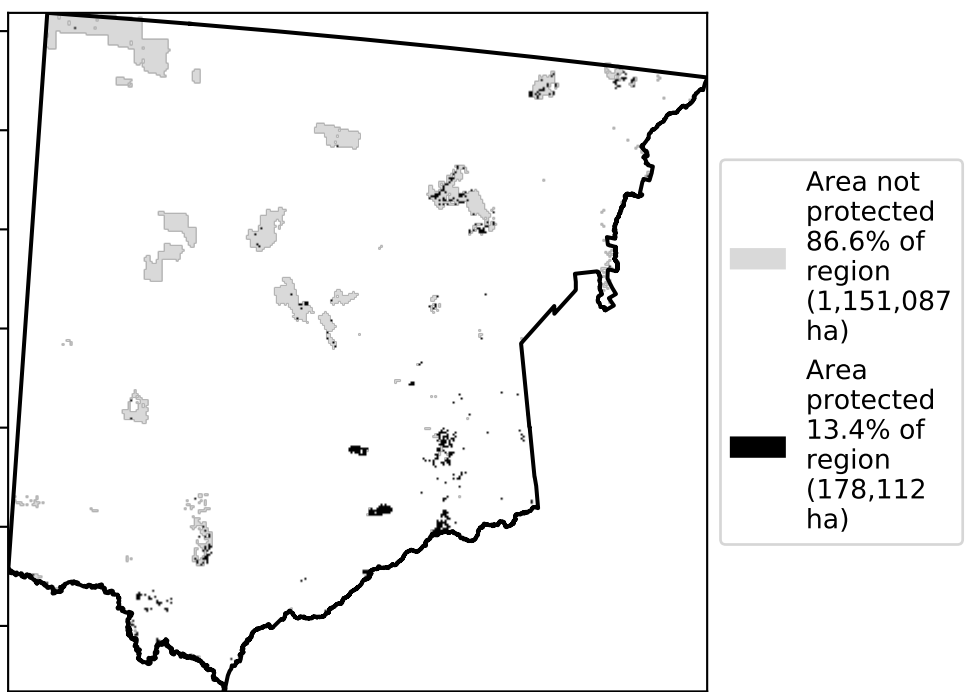 Area not
protected
86.6% of
region
(1,151,087
ha)
Area
protected
13.4% of
region
(178,112
ha)